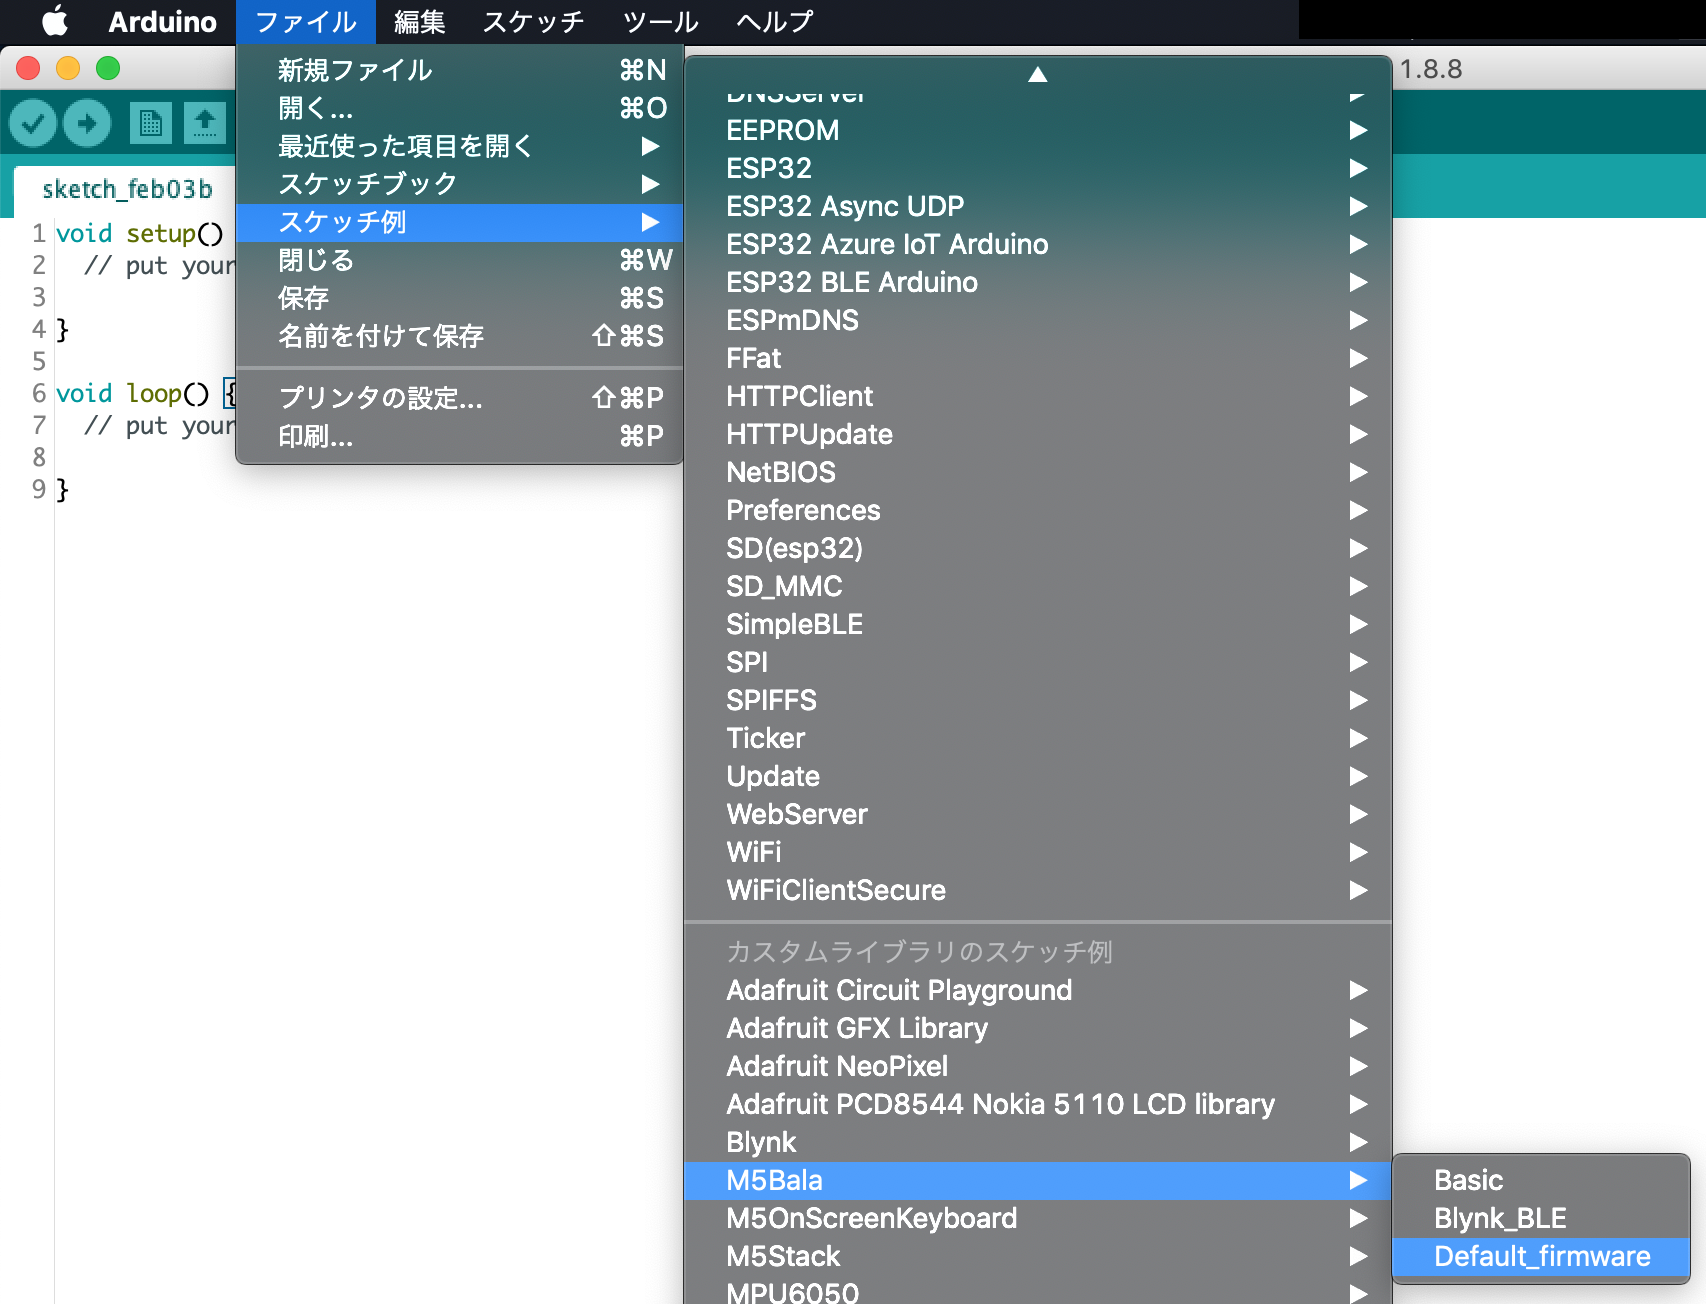 Arduino ファイル 編集 スケッチ ツール ヘルプ
1.8.8
sketch_feb03b
1 void setup()
2 // put your
3
4 }
5
6 void loop() {
7 // put your
8
9 }
新規ファイル ⌘N
開く... ⌘O
最近使った項目を開く ▶
スケッチブック ▶
スケッチ例 ▶
閉じる ⌘W
保存 ⌘S
名前を付けて保存 ⇧⌘S
プリンタの設定... ⇧⌘P
印刷... ⌘P
▲
DNSServer ▶
EEPROM ▶
ESP32 ▶
ESP32 Async UDP ▶
ESP32 Azure IoT Arduino ▶
ESP32 BLE Arduino ▶
ESPmDNS ▶
FFat ▶
HTTPClient ▶
HTTPUpdate ▶
NetBIOS ▶
Preferences ▶
SD(esp32) ▶
SD_MMC ▶
SimpleBLE ▶
SPI ▶
SPIFFS ▶
Ticker ▶
Update ▶
WebServer ▶
WiFi ▶
WiFiClientSecure ▶
カスタムライブラリのスケッチ例
Adafruit Circuit Playground ▶
Adafruit GFX Library ▶
Adafruit NeoPixel ▶
Adafruit PCD8544 Nokia 5110 LCD library ▶
Blynk ▶
M5Bala ▶
M5OnScreenKeyboard ▶
M5Stack ▶
MPU6050 ▶
Basic
Blynk_BLE
Default_firmware